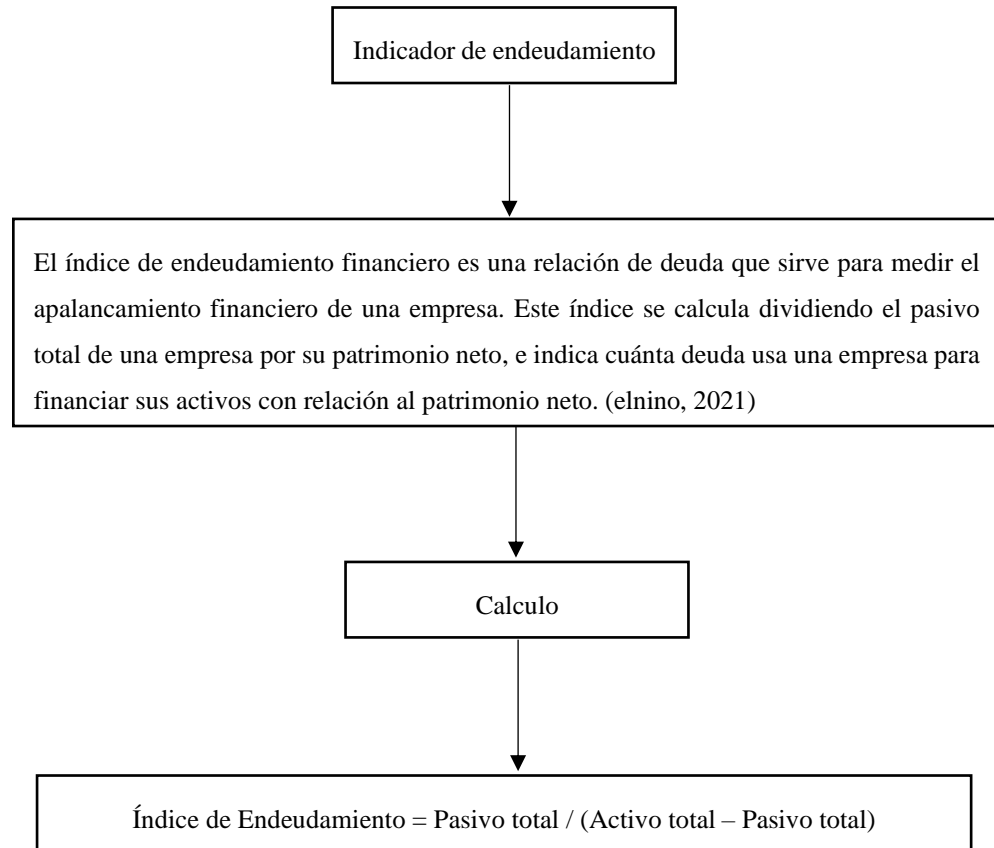 Indicador de endeudamiento
El índice de endeudamiento financiero es una relación de deuda que sirve para medir el
apalancamiento financiero de una empresa. Este índice se calcula dividiendo el pasivo
total de una empresa por su patrimonio neto, e indica cuánta deuda usa una empresa para
financiar sus activos con relación al patrimonio neto. (elnino, 2021)
Calculo
Índice de Endeudamiento = Pasivo total / (Activo total – Pasivo total)